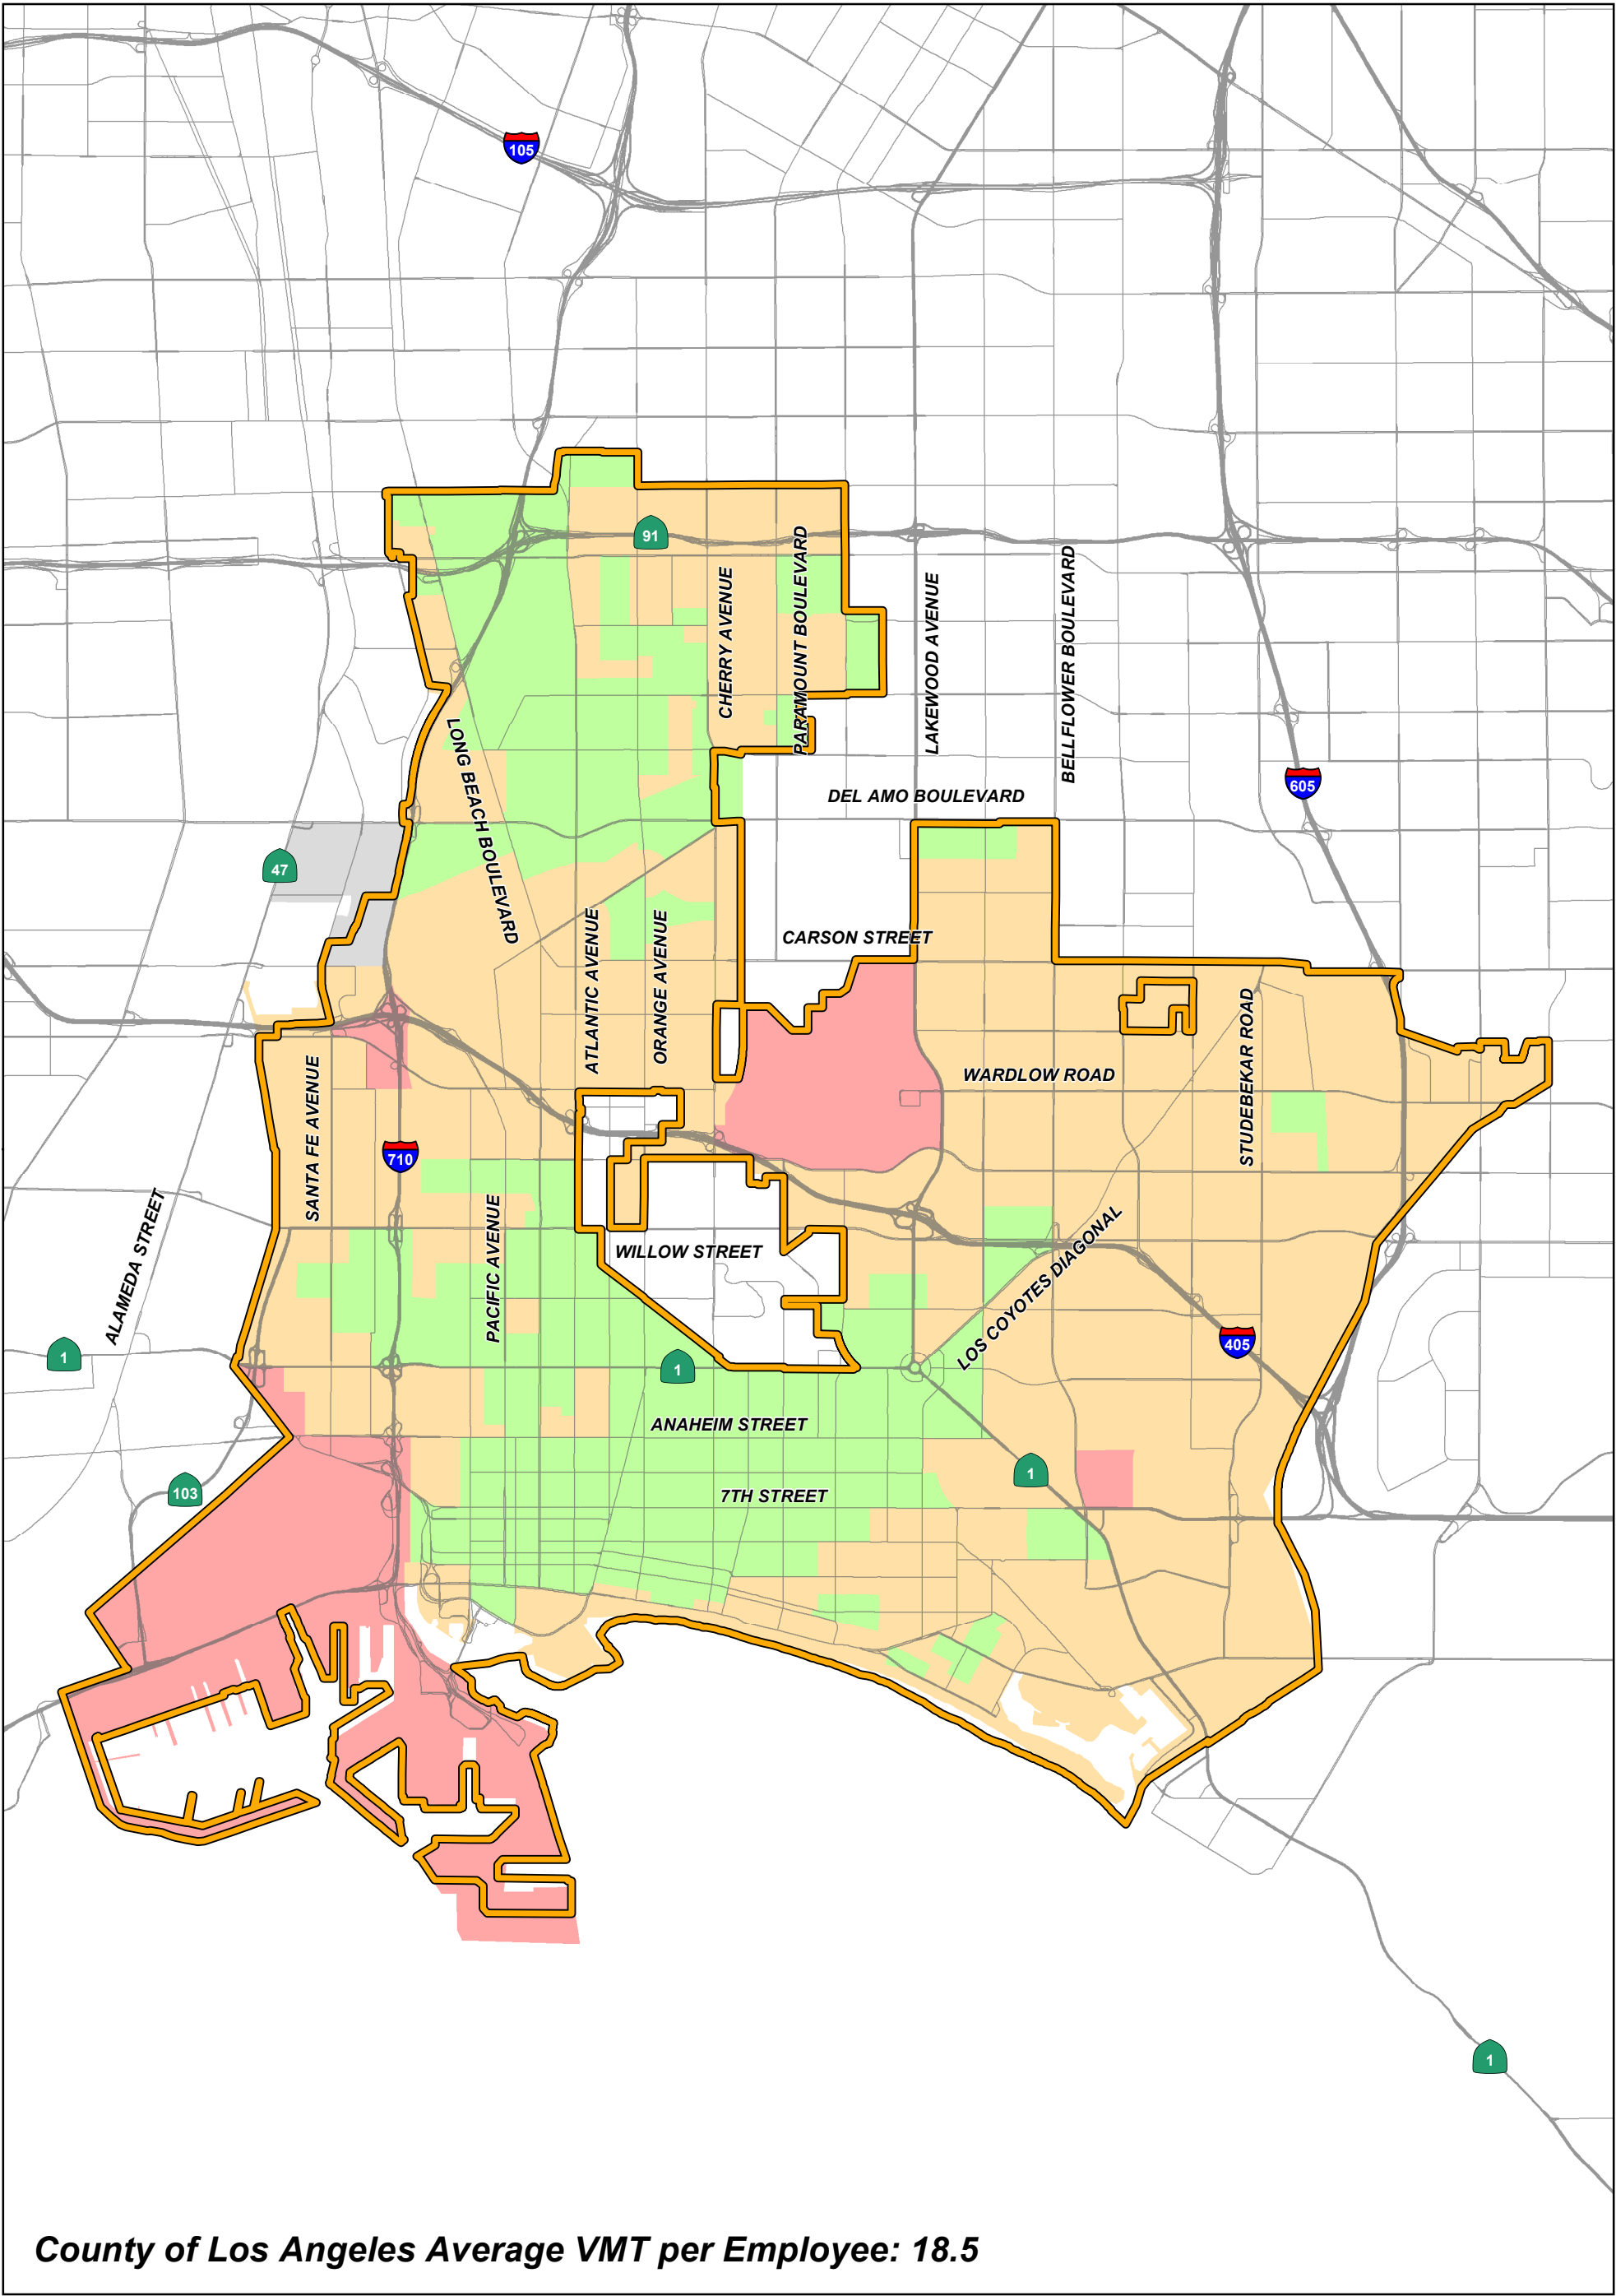 105
91
CHERRY AVENUE
PARAMOUNT BOULEVARD
LAKEWOOD AVENUE
BELLFLOWER BOULEVARD
LONG BEACH BOULEVARD
605
DEL AMO BOULEVARD
47
CARSON STREET
ATLANTIC AVENUE
ORANGE AVENUE
STUDEBEKAR ROAD
SANTA FE AVENUE
WARDLOW ROAD
710
ALAMEDA STREET
PACIFIC AVENUE
WILLOW STREET
LOS COYOTES DIAGONAL
405
1
1
ANAHEIM STREET
1
103
7TH STREET
1
County of Los Angeles Average VMT per Employee: 18.5